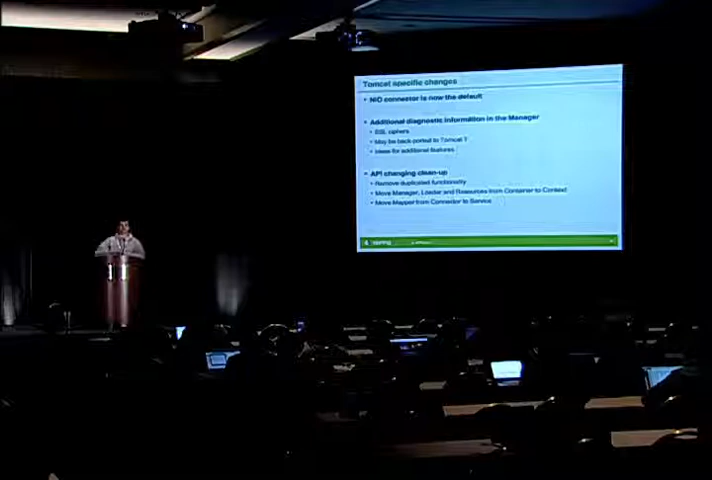 Tomcat specific changes
• NIO connector is now the default
• Additional diagnostic information in the Manager
• SSL ciphers
• May be back-ported to Tomcat 7
• Ideas for additional features
• API changing clean-up
• Remove duplicated functionality
• Move Manager, Loader and Resources from Container to Context
• Move Mapper from Connector to Service
spring